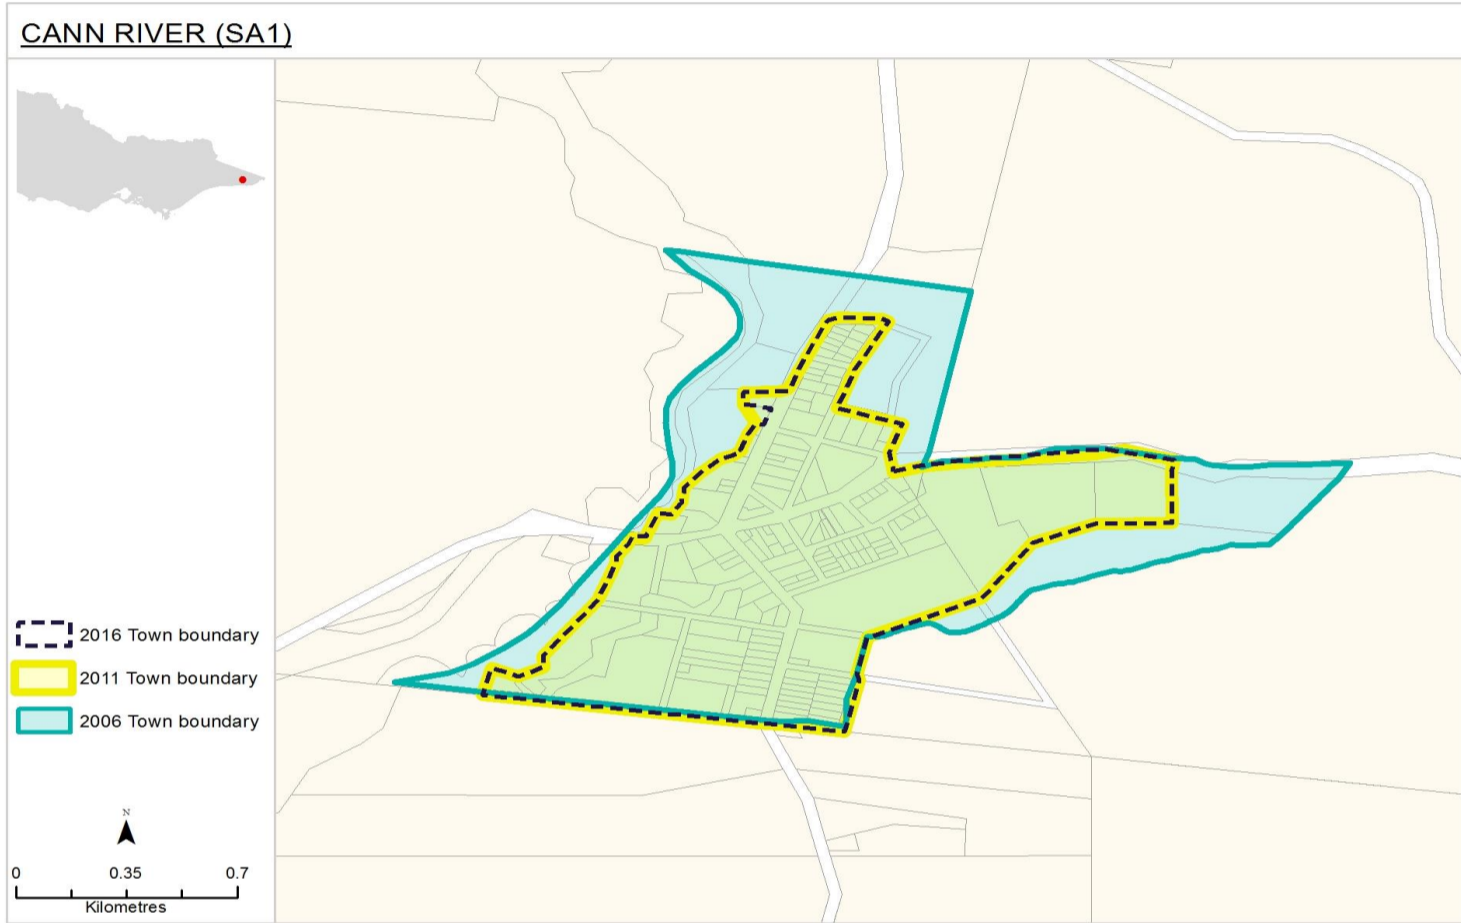 CANN RIVER (SA1)
2016 Town boundary
2011 Town boundary
2006 Town boundary
N
0 0.35 0.7
Kilometres